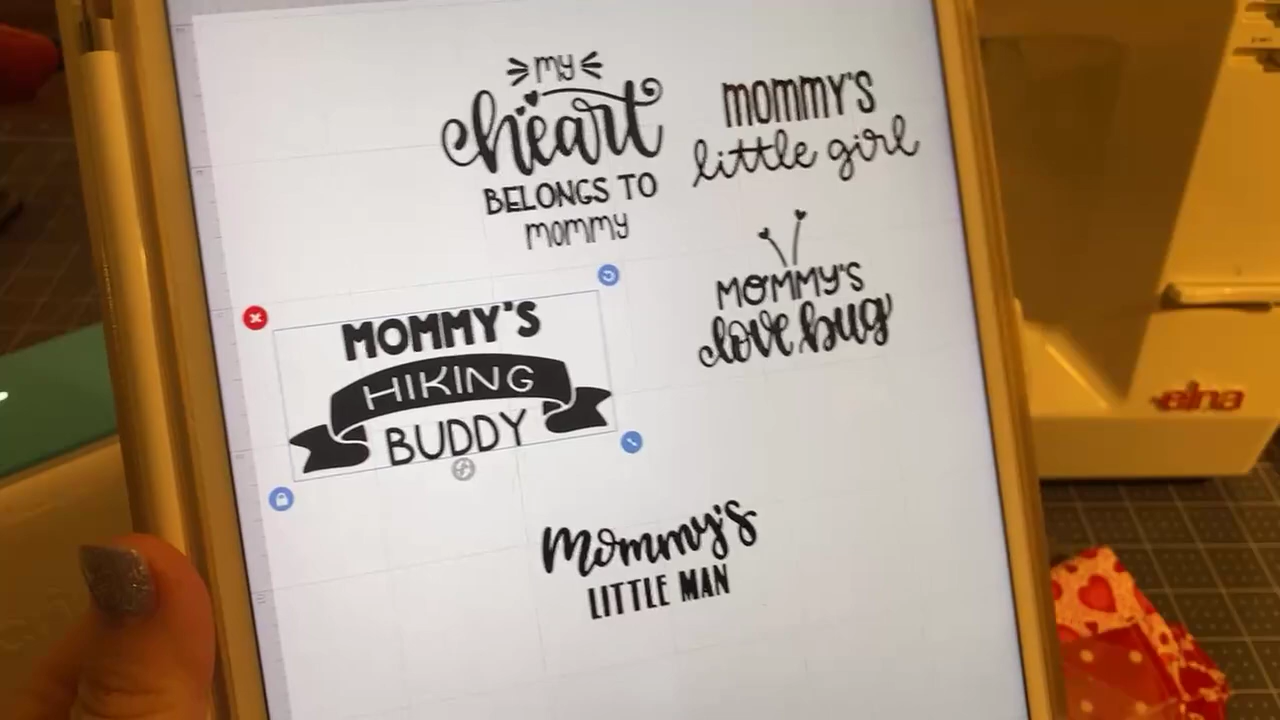 my
heart
BELONGS TO
mommy
mommy's
little girl
MOMMY'S
love bug
MOMMY'S
HIKING
BUDDY
Mommy's
LITTLE MAN
elna